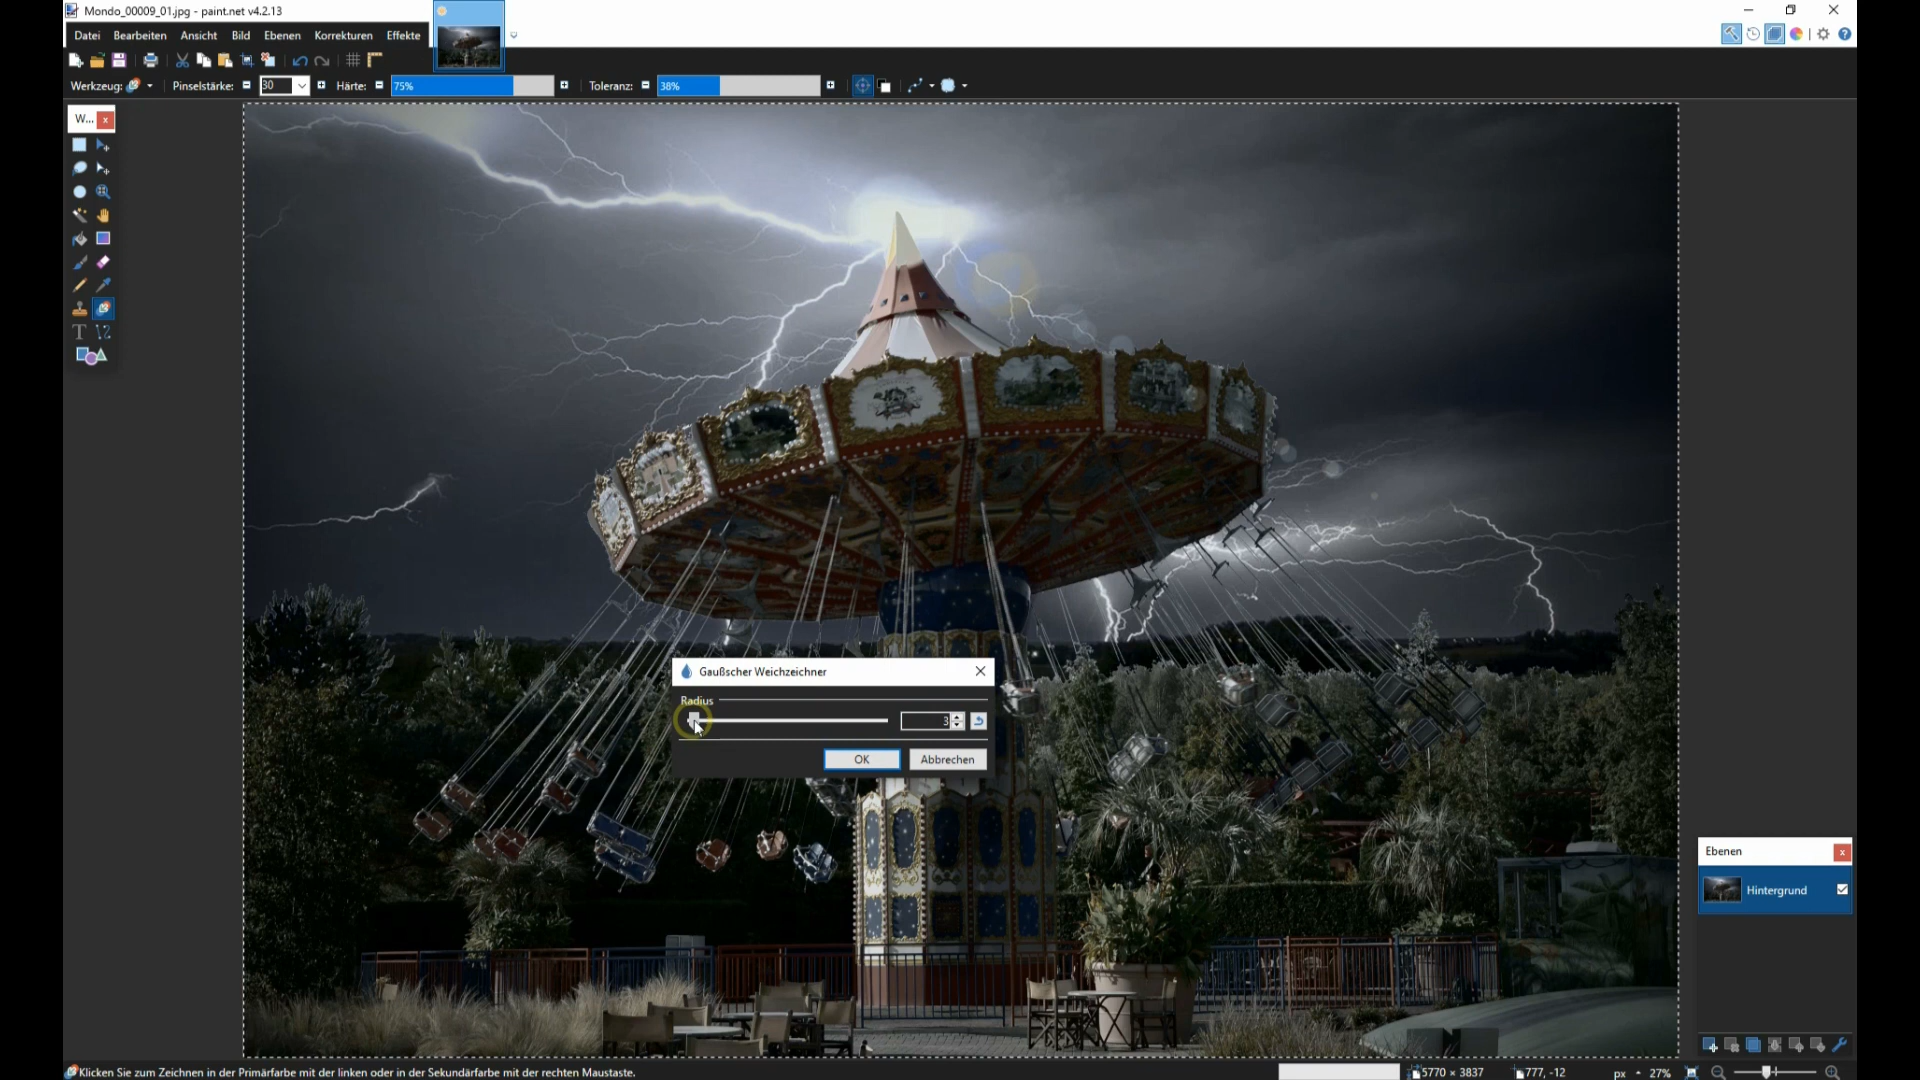 Mondo_00009_01.jpg - paint.net v4.2.13
Datei Bearbeiten Ansicht Bild Ebenen Korrekturen Effekte
Werkzeug: Pinselstärke: 30 Härte: 75% Toleranz: 38%
W...
Gaußscher Weichzeichner
Radius
3
OK Abbrechen
Ebenen
Hintergrund
Klicken Sie zum Zeichnen in der Primärfarbe mit der linken oder in der Sekundärfarbe mit der rechten Maustaste.
5770 × 3837 777, -12 px 27%